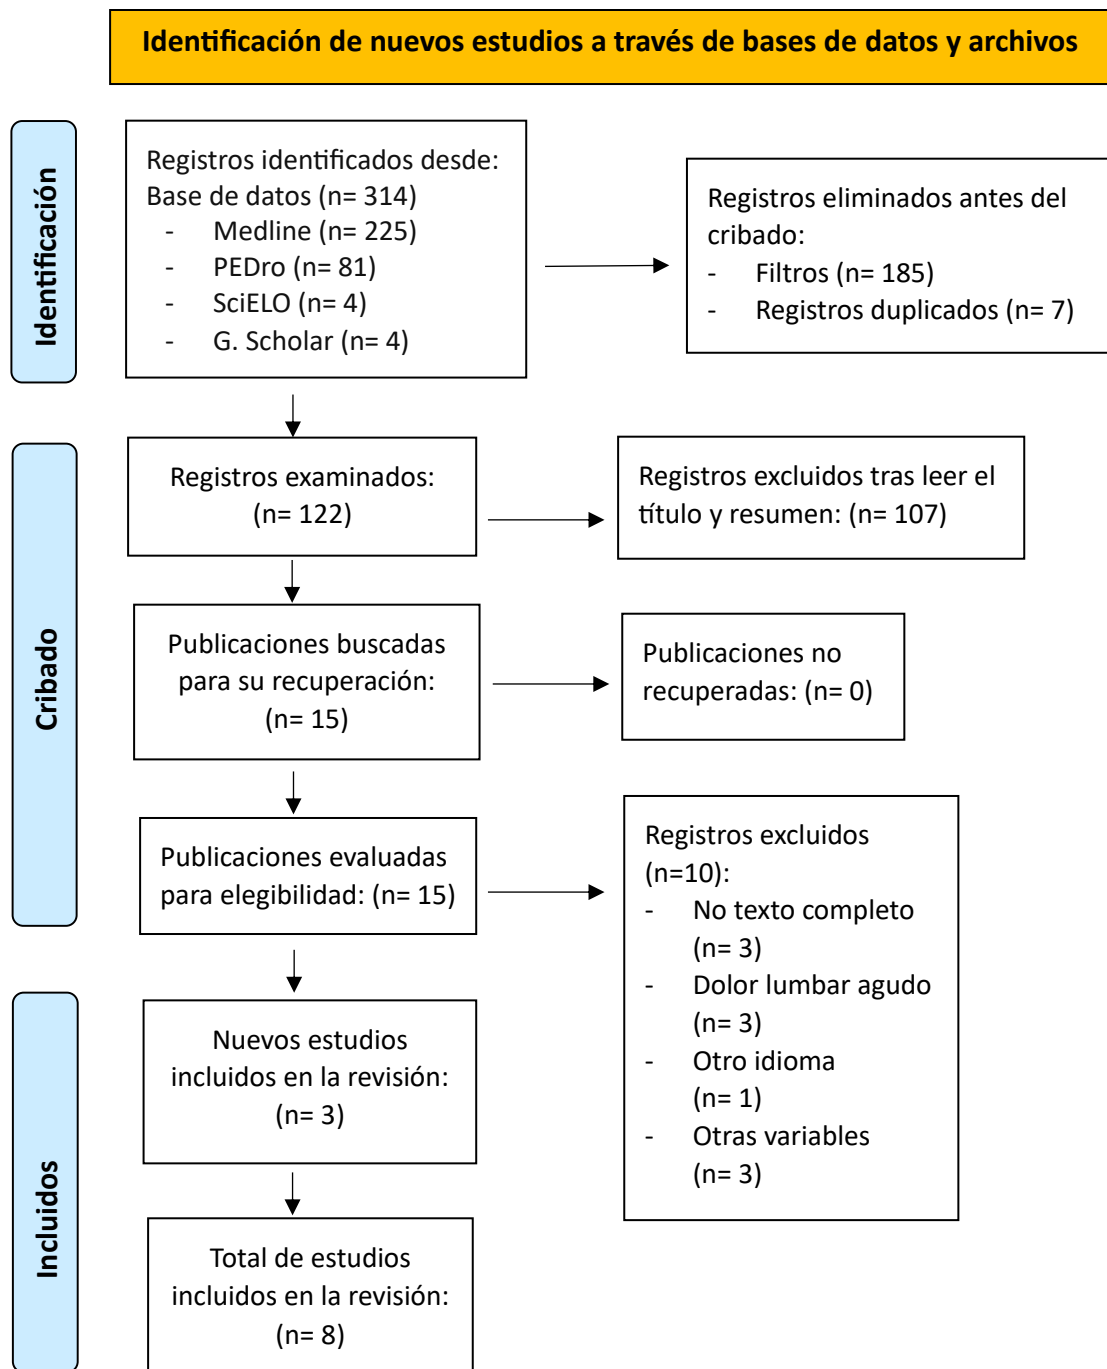 Identificación de nuevos estudios a través de bases de datos y archivos
Identificación
Registros identificados desde:
Base de datos (n= 314)
- Medline (n= 225)
- PEDro (n= 81)
- SciELO (n= 4)
- G. Scholar (n= 4)
Registros eliminados antes del
cribado:
- Filtros (n= 185)
- Registros duplicados (n= 7)
Cribado
Registros examinados:
(n= 122)
Registros excluidos tras leer el
título y resumen: (n= 107)
Publicaciones buscadas
para su recuperación:
(n= 15)
Publicaciones no
recuperadas: (n= 0)
Publicaciones evaluadas
para elegibilidad: (n= 15)
Registros excluidos
(n=10):
- No texto completo
(n= 3)
- Dolor lumbar agudo
(n= 3)
- Otro idioma
(n= 1)
- Otras variables
(n= 3)
Incluidos
Nuevos estudios
incluidos en la revisión:
(n= 3)
Total de estudios
incluidos en la revisión:
(n= 8)